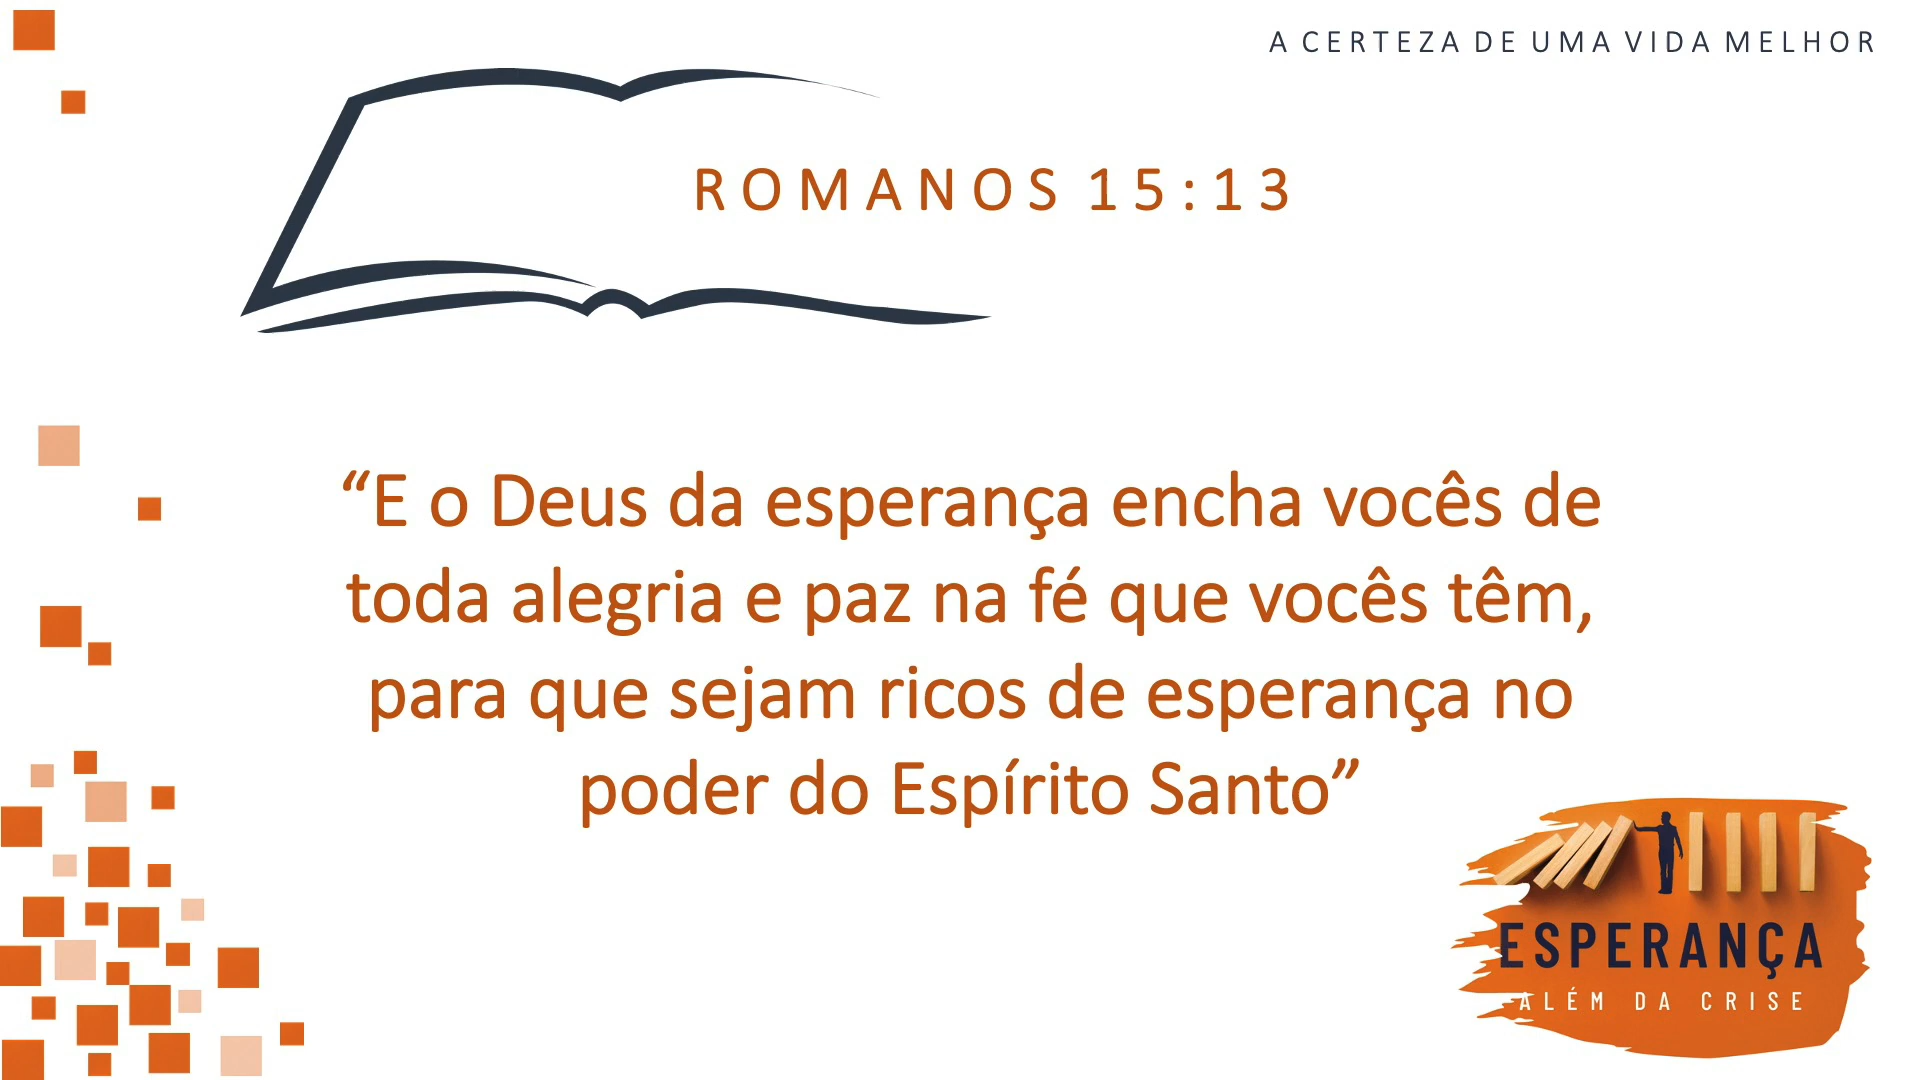 A CERTEZA DE UMA VIDA MELHOR
ROMANOS 15:13
“E o Deus da esperança encha vocês de
toda alegria e paz na fé que vocês têm,
para que sejam ricos de esperança no
poder do Espírito Santo”
ESPERANÇA
ALÉM DA CRISE